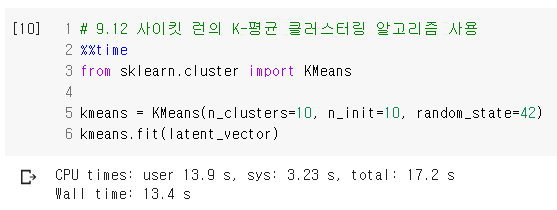 [10] 1 # 9.12 사이킷 런의 K-평균 클러스터링 알고리즘 사용
2 %%time
3 from sklearn.cluster import KMeans
4
5 kmeans = KMeans(n_clusters=10, n_init=10, random_state=42)
6 kmeans.fit(latent_vector)
CPU times: user 13.9 s, sys: 3.23 s, total: 17.2 s
Wall time: 13.4 s